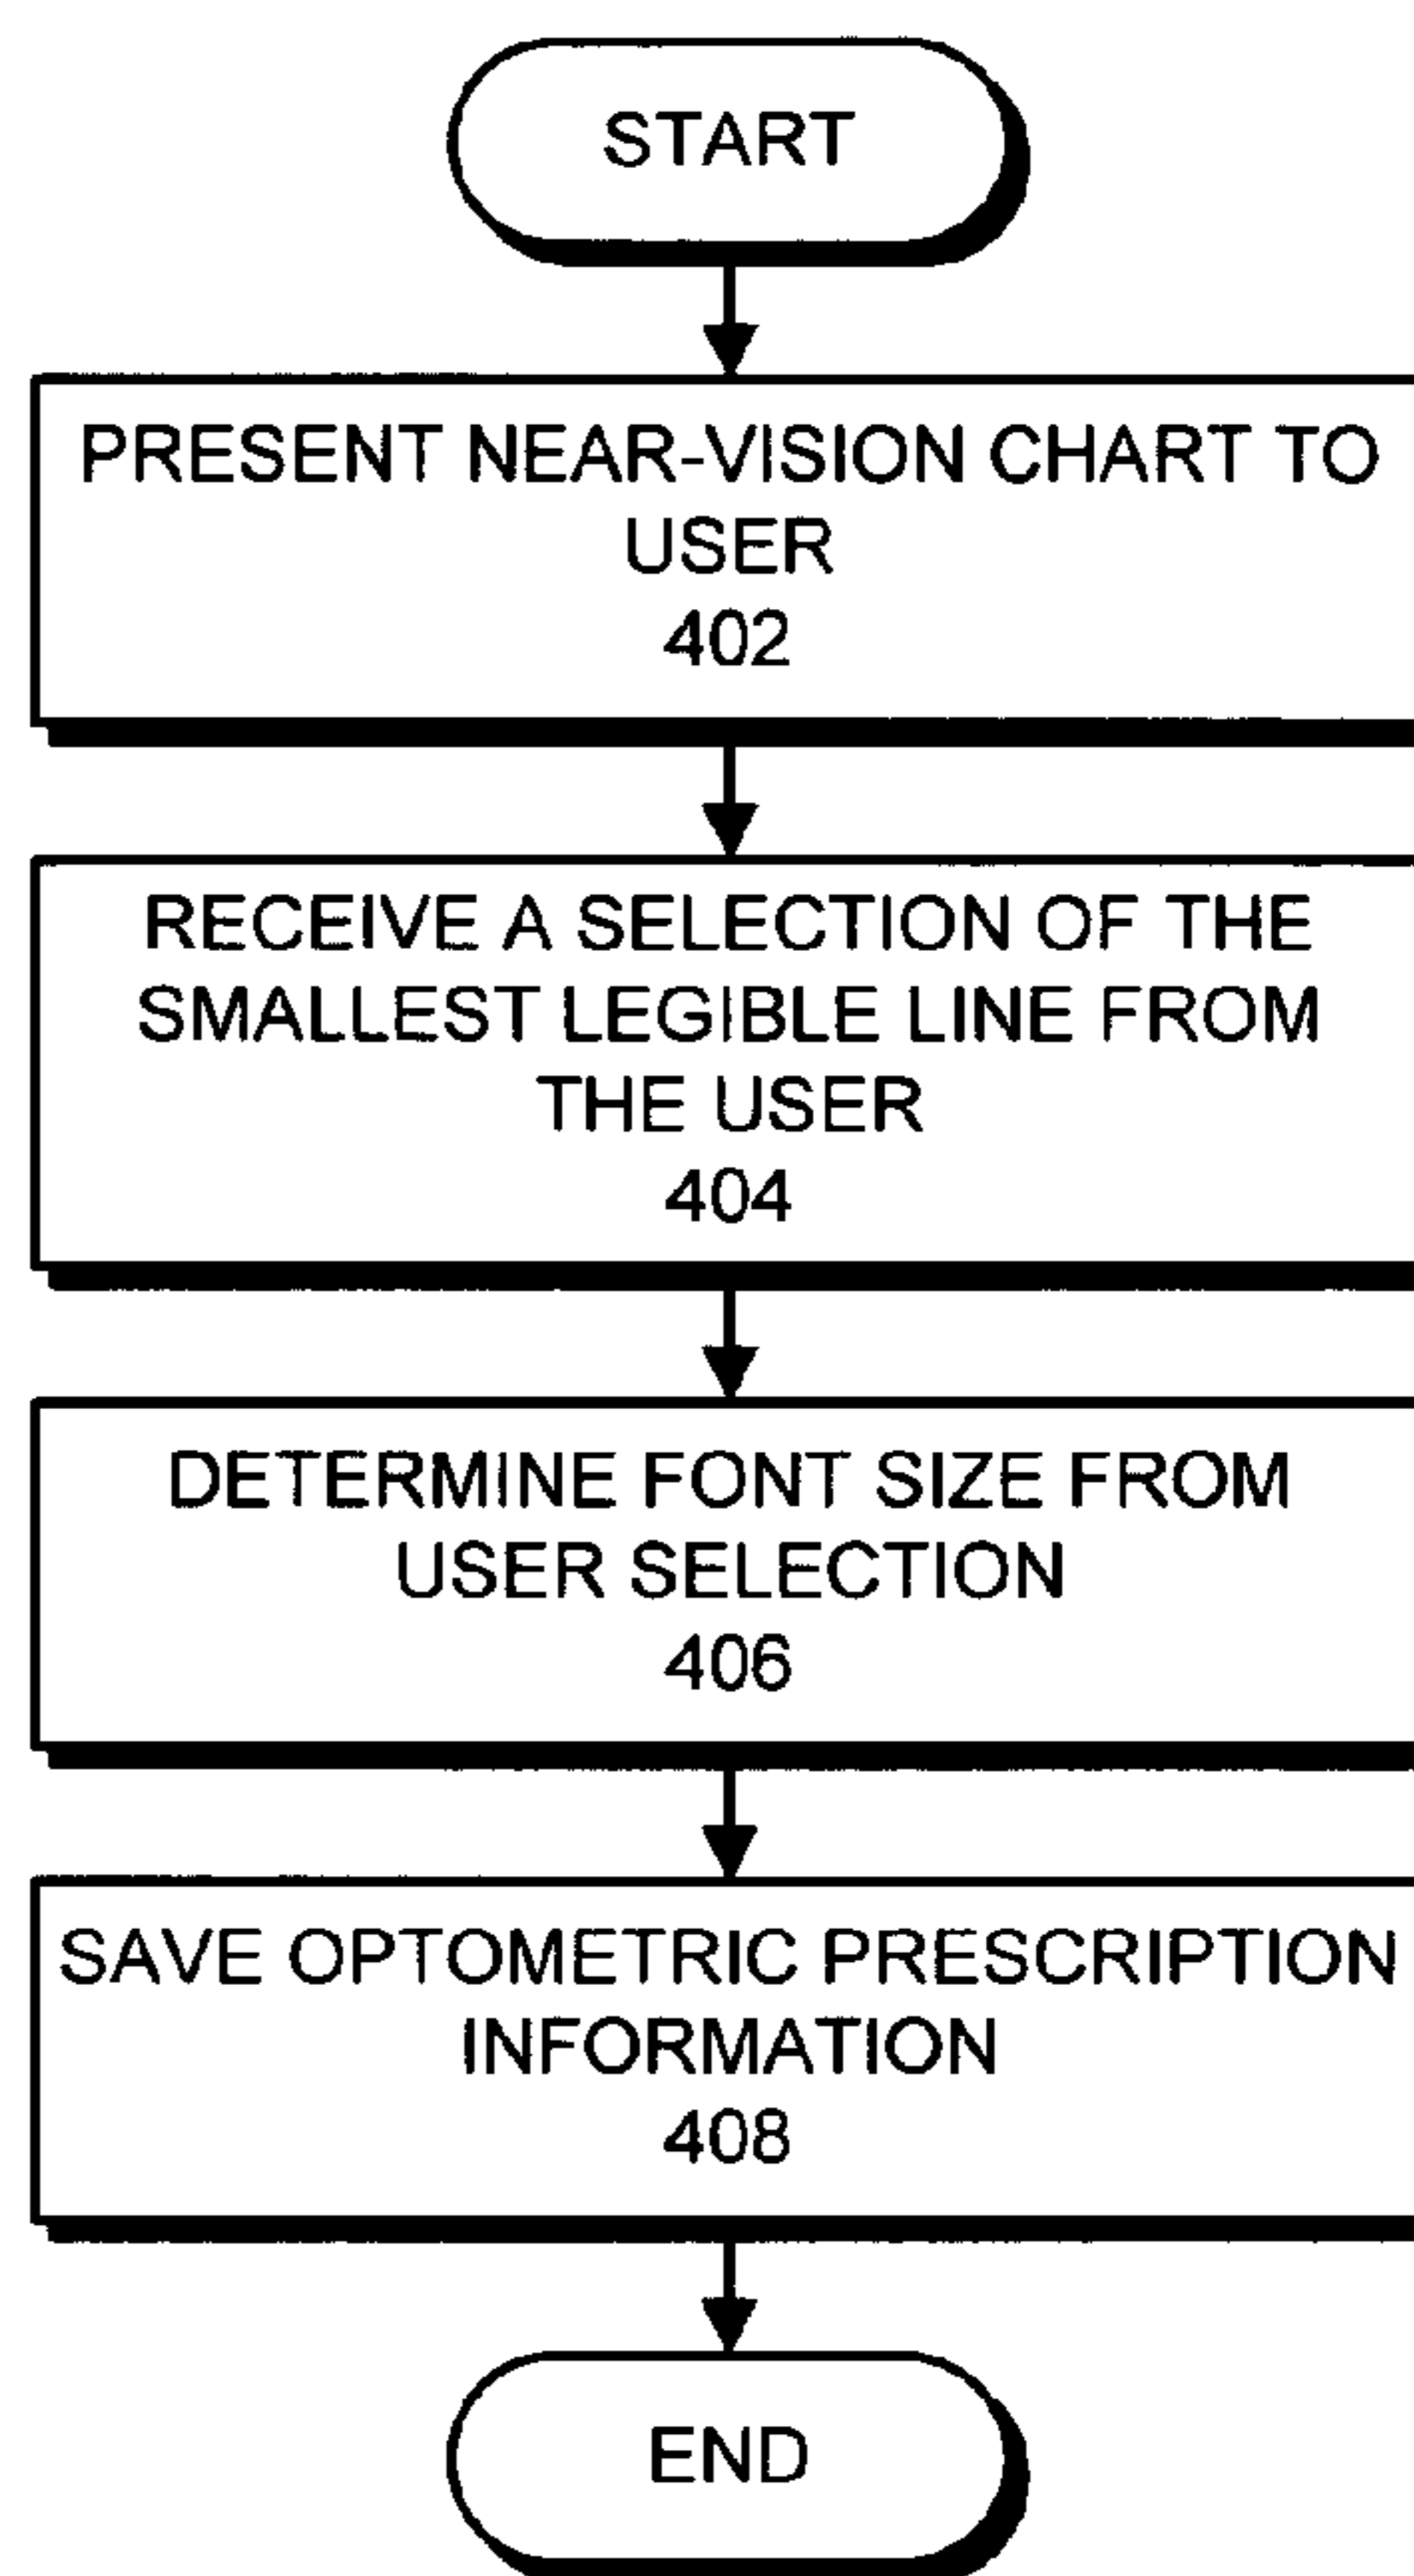 START
PRESENT NEAR-VISION CHART TO
USER
402
RECEIVE A SELECTION OF THE
SMALLEST LEGIBLE LINE FROM
THE USER
404
DETERMINE FONT SIZE FROM
USER SELECTION
406
SAVE OPTOMETRIC PRESCRIPTION
INFORMATION
408
END